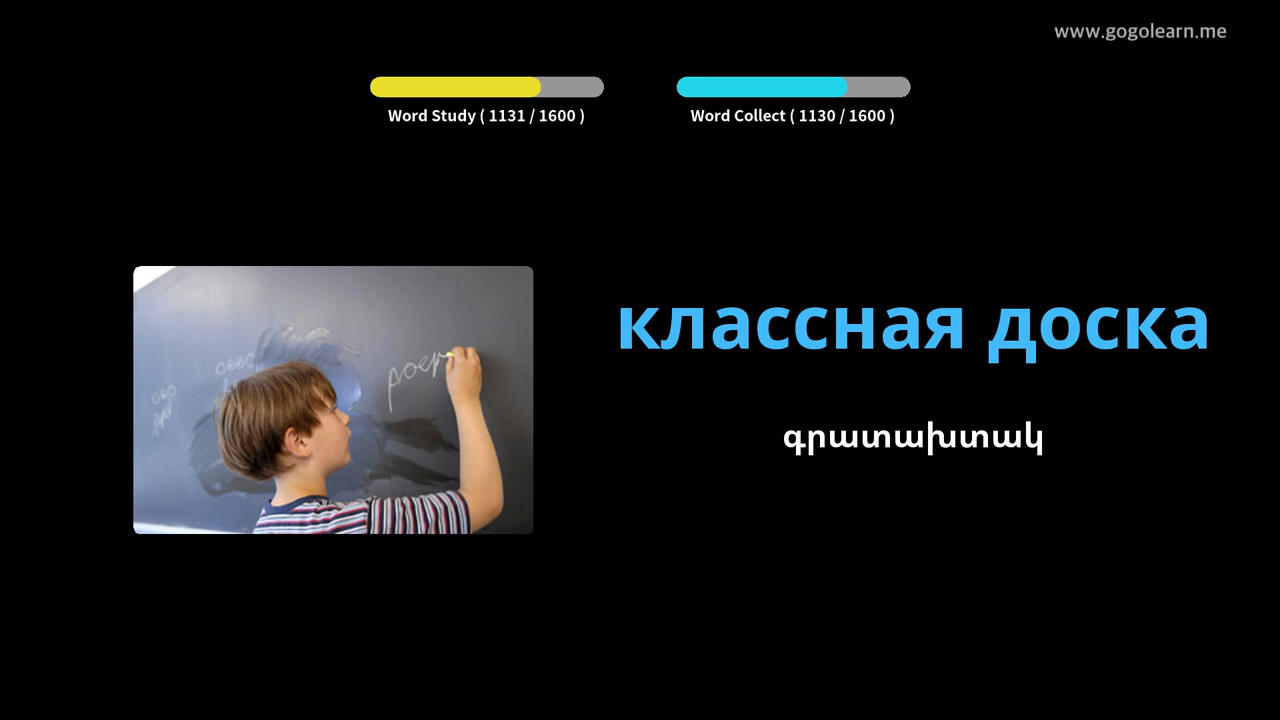 www.gogolearn.me
Word Study ( 1131 / 1600 )
Word Collect ( 1130 / 1600 )
классная доска
գրատախտակ